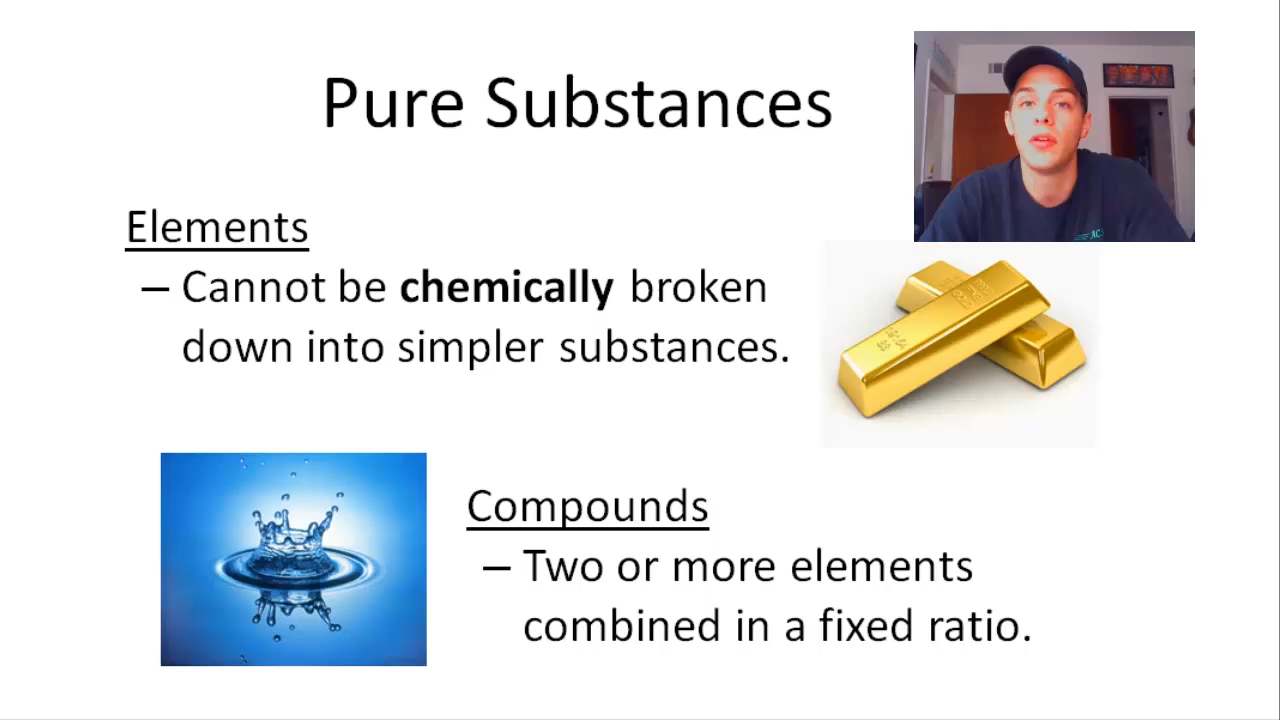 Pure Substances
Elements
– Cannot be chemically broken
down into simpler substances.
Compounds
– Two or more elements
combined in a fixed ratio.